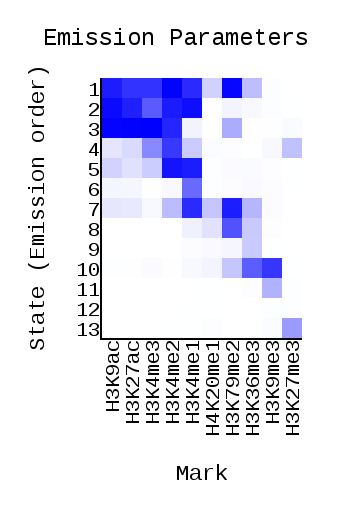 Emission Parameters
State (Emission order)
1
2
3
4
5
6
7
8
9
10
11
12
13
H3K9ac
H3K27ac
H3K4me3
H3K4me2
H3K4me1
H4K20me1
H3K79me2
H3K36me3
H3K9me3
H3K27me3
Mark